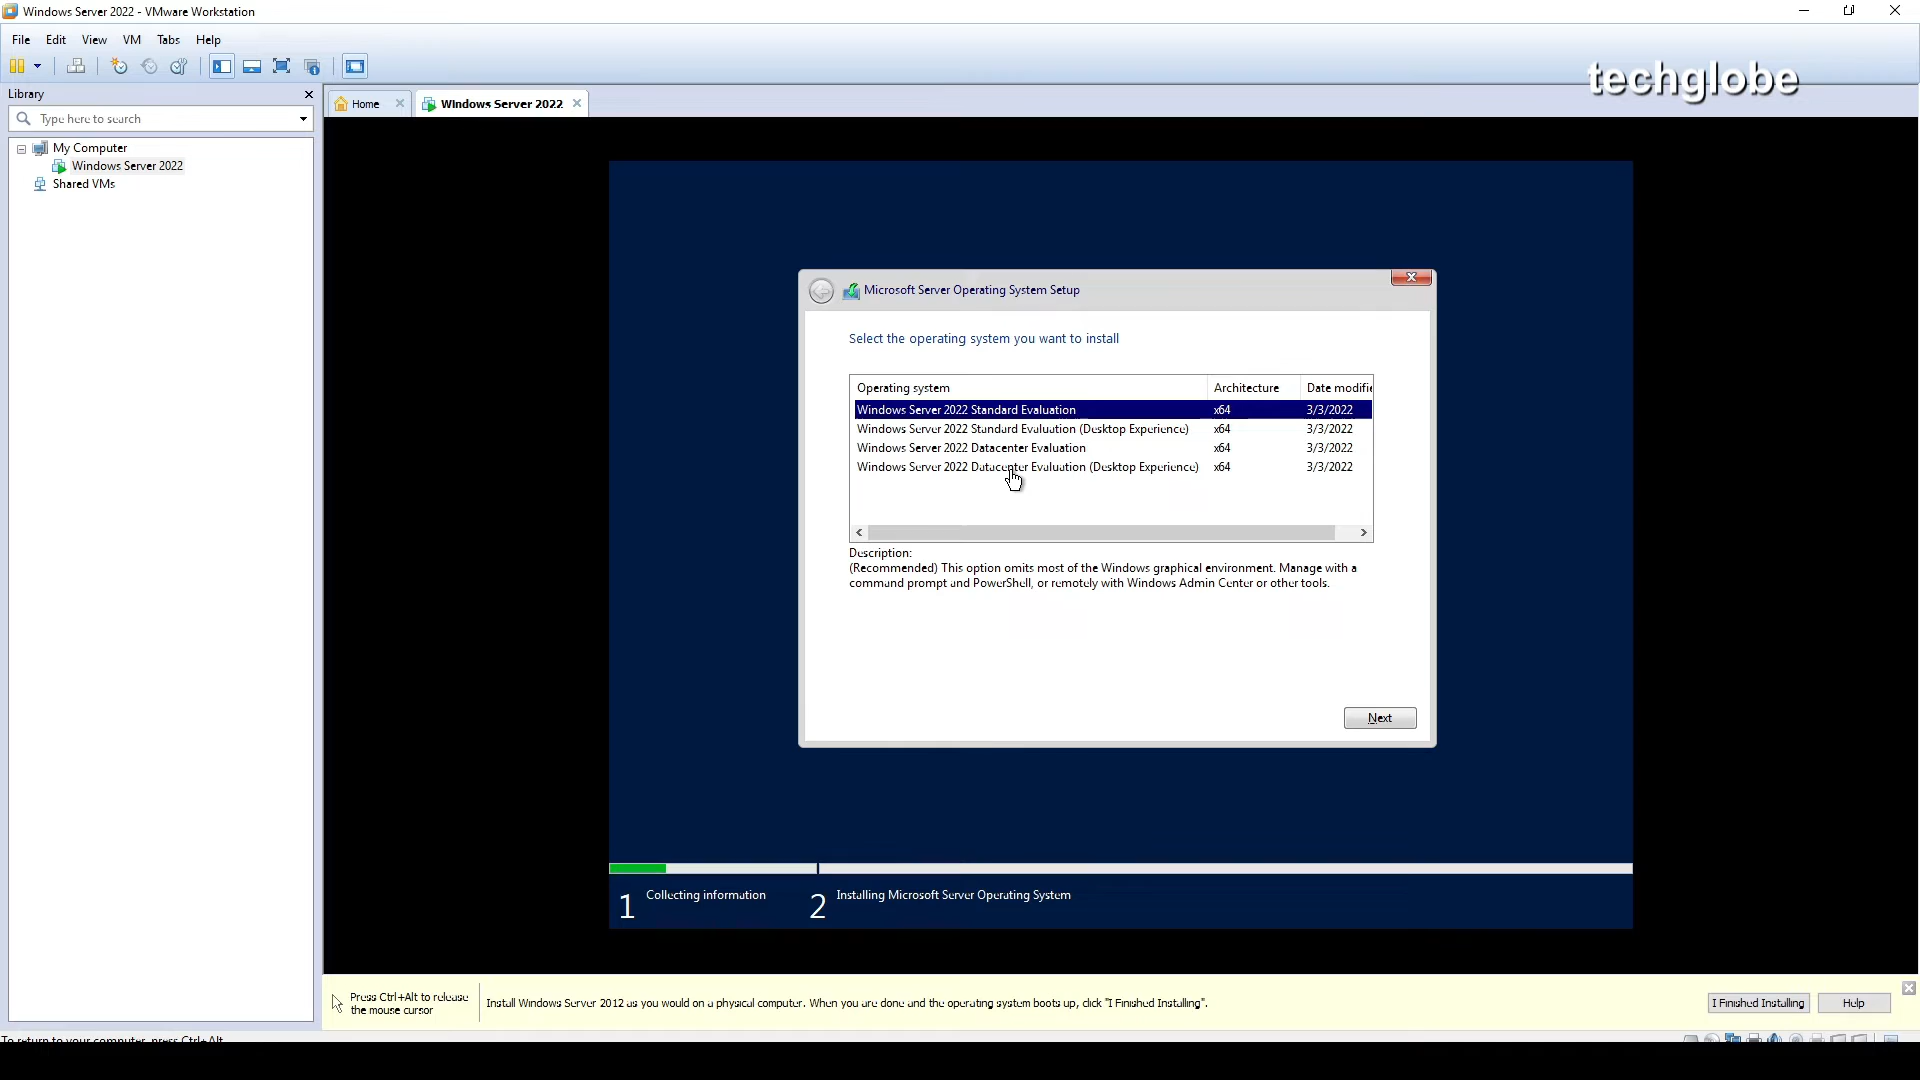 Windows Server 2022 - VMware Workstation
File Edit View VM Tabs Help
techglobe
Library
Type here to search
My Computer
Windows Server 2022
Shared VMs
Home
Windows Server 2022
Microsoft Server Operating System Setup
Select the operating system you want to install
Operating system Architecture Date modifie
Windows Server 2022 Standard Evaluation x64 3/3/2022
Windows Server 2022 Standard Evaluation (Desktop Experience) x64 3/3/2022
Windows Server 2022 Datacenter Evaluation x64 3/3/2022
Windows Server 2022 Datacenter Evaluation (Desktop Experience) x64 3/3/2022
Description:
(Recommended) This option omits most of the Windows graphical environment. Manage with a
command prompt and PowerShell, or remotely with Windows Admin Center or other tools.
Next
1 Collecting information 2 Installing Microsoft Server Operating System
Press Ctrl+Alt to release
the mouse cursor
Install Windows Server 2012 as you would on a physical computer. When you are done and the operating system boots up, click "I Finished Installing".
I Finished Installing Help
To return to your computer, press Ctrl+Alt.